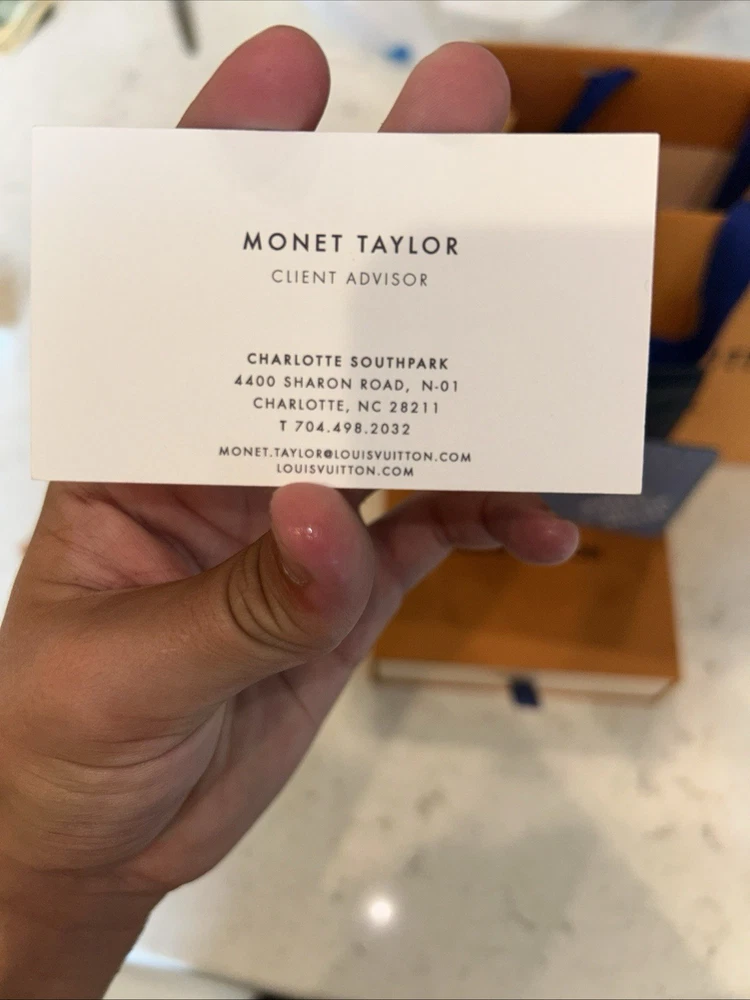 MONET TAYLOR
CLIENT ADVISOR
CHARLOTTE SOUTHPARK
4400 SHARON ROAD, N-01
CHARLOTTE, NC 28211
T 704.498.2032
MONET.TAYLOR@LOUISVUITTON.COM
LOUISVUITTON.COM